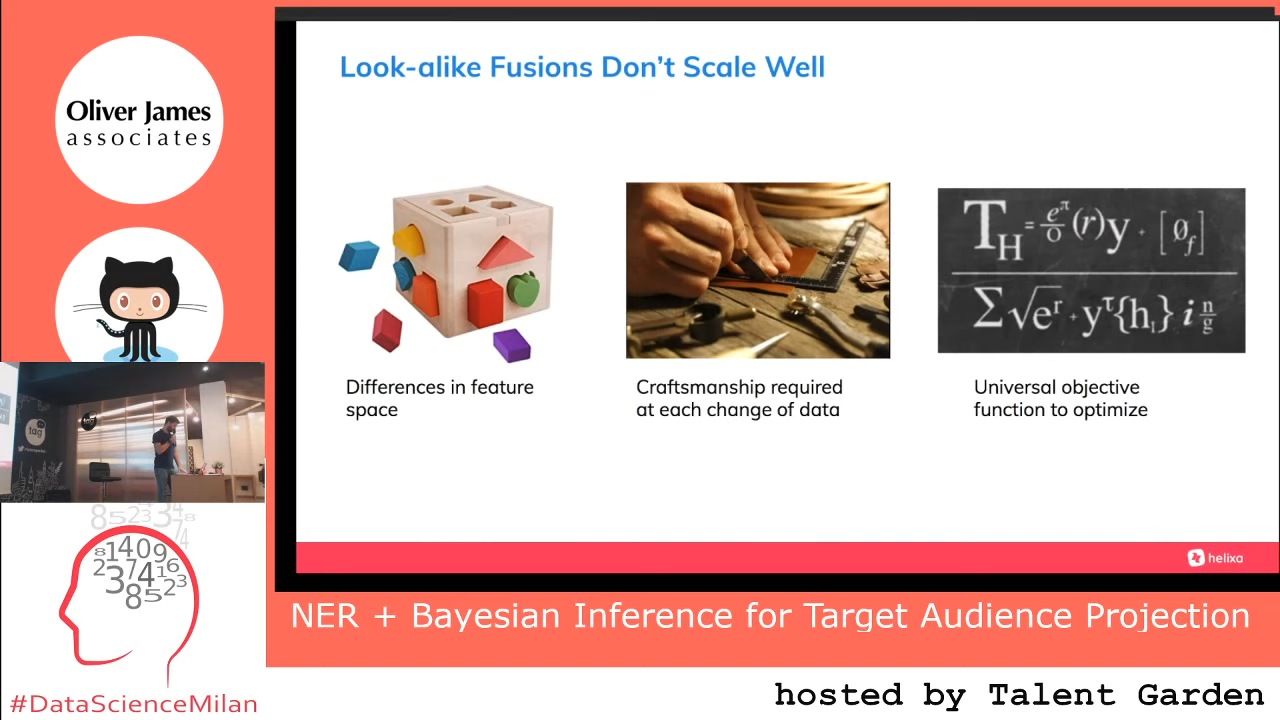 Oliver James
associates
Look-alike Fusions Don't Scale Well
Differences in feature
space
Craftsmanship required
at each change of data
Universal objective
function to optimize
helixa
tag
NER + Bayesian Inference for Target Audience Projection
#DataScienceMilan
hosted by Talent Garden